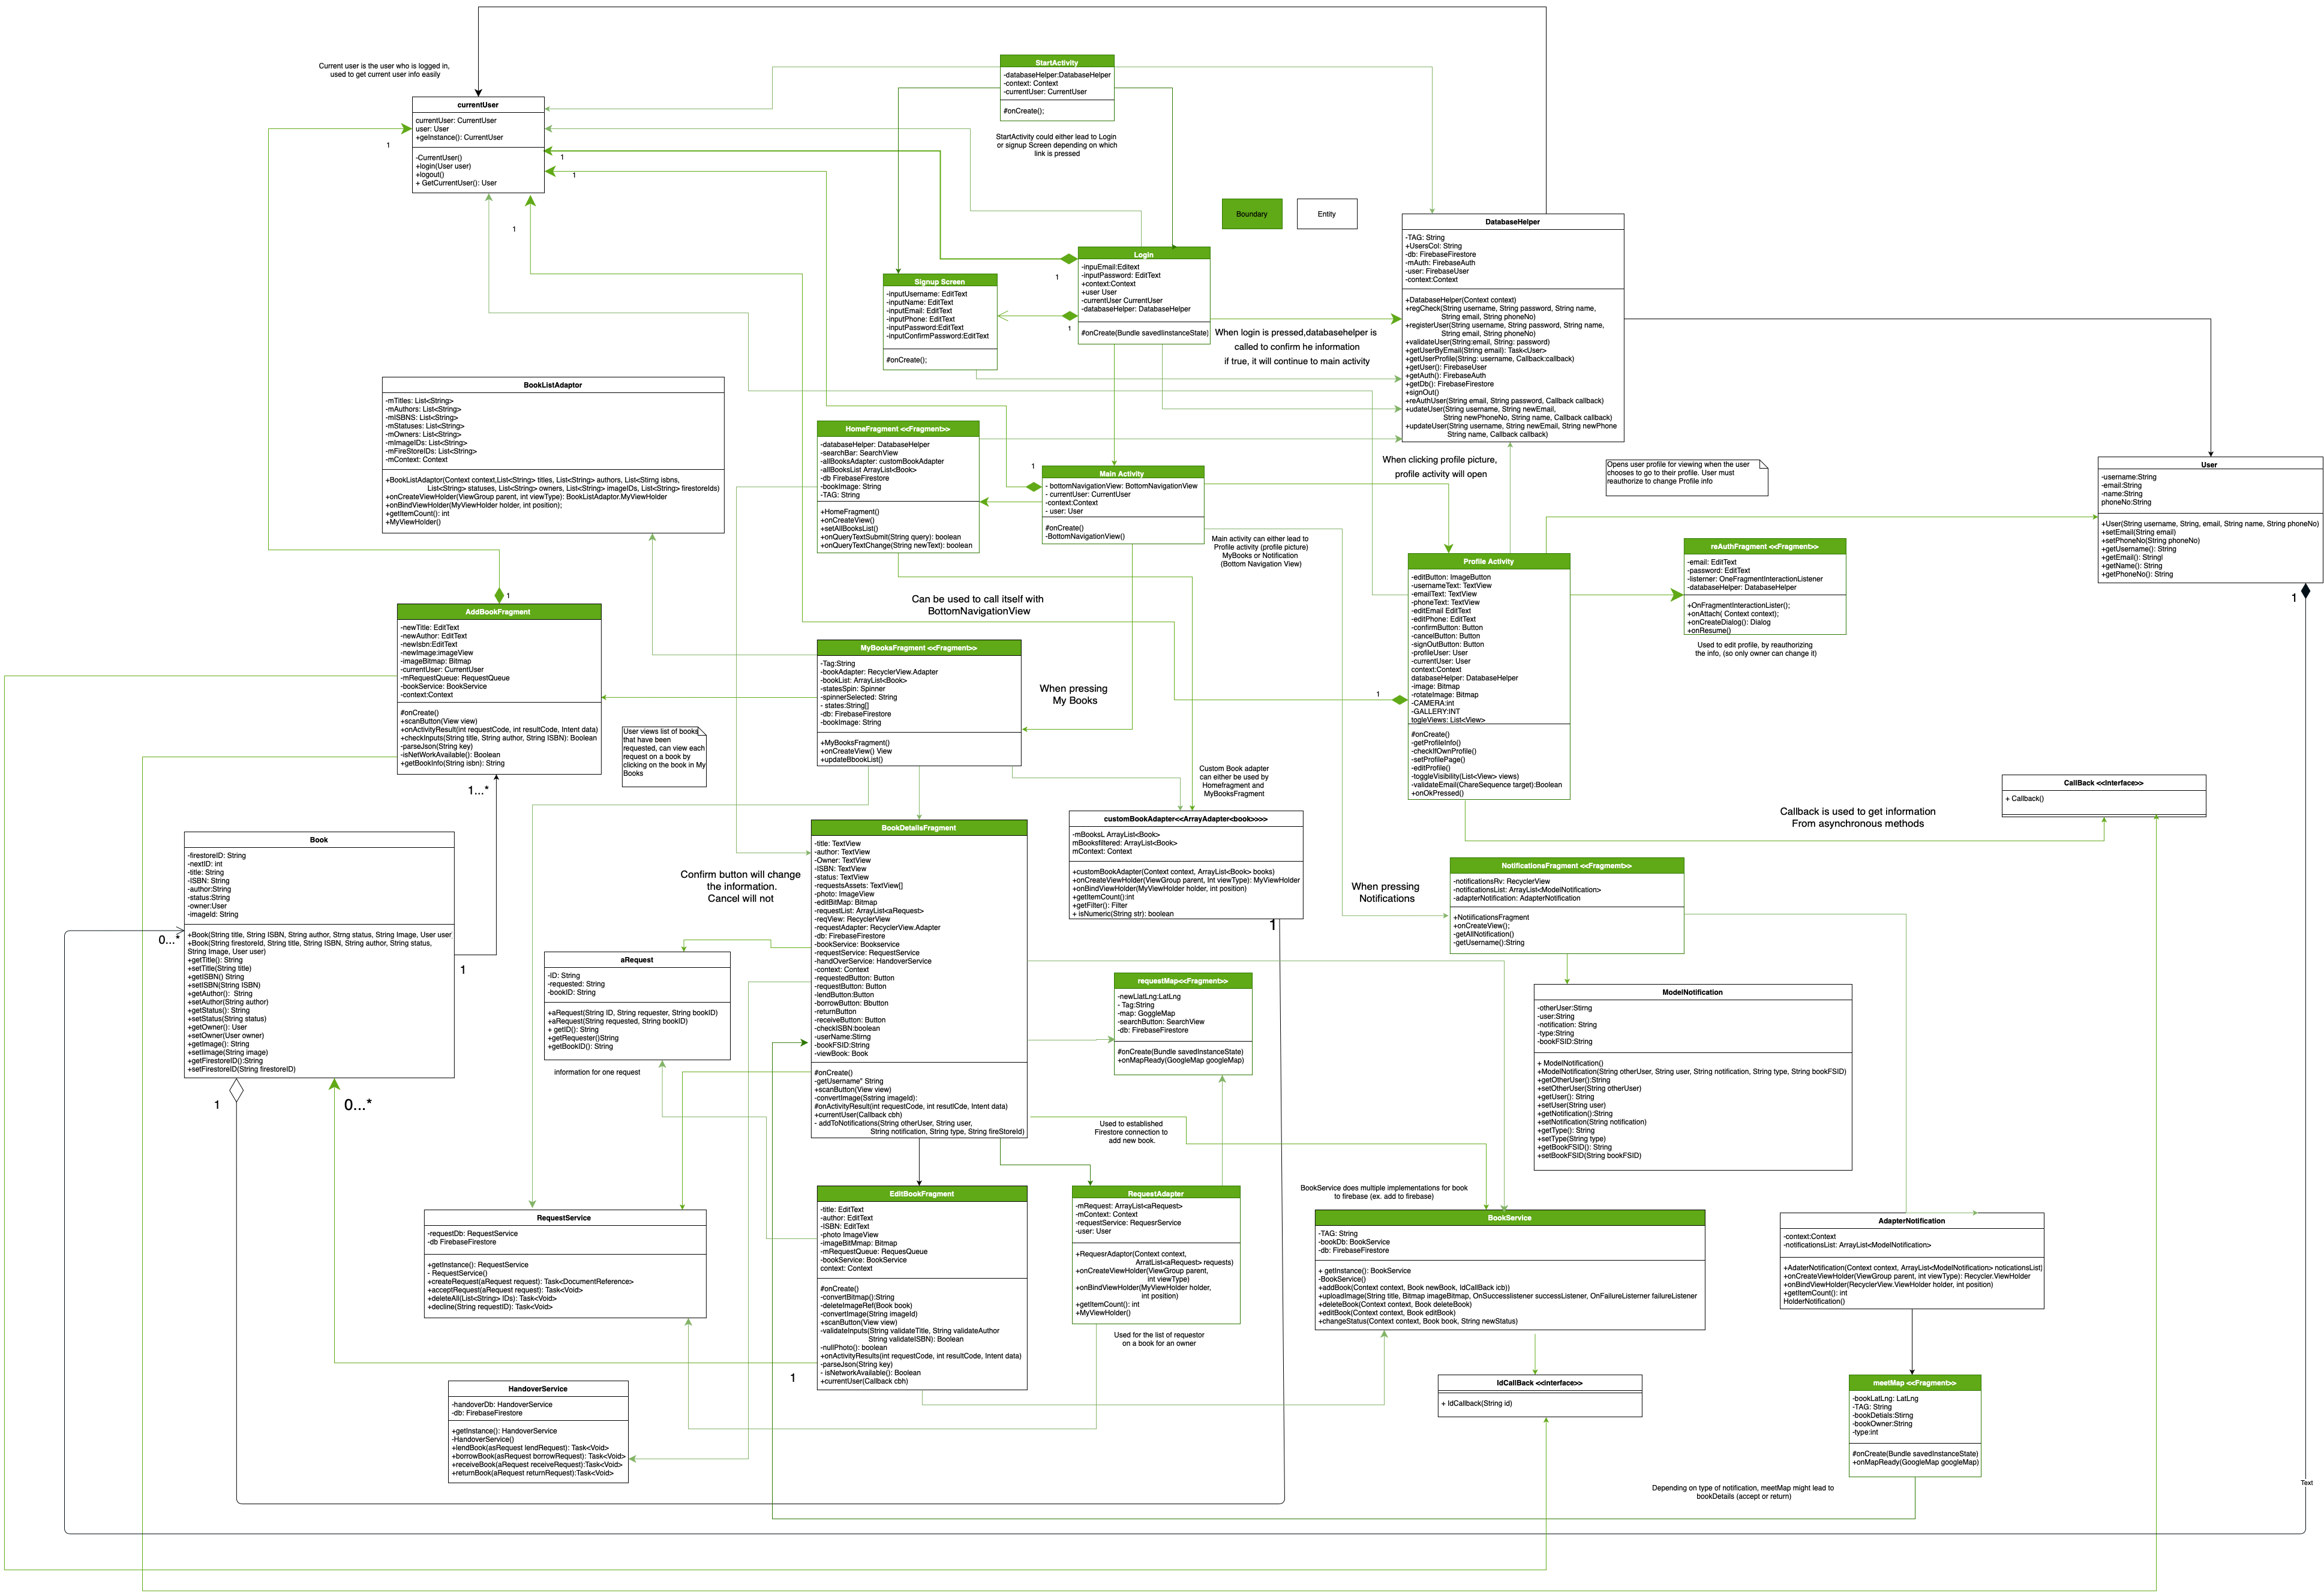 Current user is the user who is logged in,
used to get current user info easily
currentUser
currentUser: CurrentUser
user: User
+geInstance(): CurrentUser
-CurrentUser()
+login(User user)
+logout()
+ GetCurrentUser(): User
1
1
1
1
StartActivity
-databaseHelper:DatabaseHelper
-context: Context
-currentUser: CurrentUser
#onCreate();
StartActivity could either lead to Login
or signup Screen depending on which
link is pressed
Boundary
Entity
Login
-inpuEmail:Editext
-inputPassword: EditText
+context:Context
+user User
-currentUser CurrentUser
-databaseHelper: DatabaseHelper
#onCreate(Bundle savedInstanceState)
1
1
Signup Screen
-inputUsername: EditText
-inputName: EditText
-inputEmail: EditText
-inputPhone: EditText
-inputPassword:EditText
-inputConfirmPassword:EditText
#onCreate();
When login is pressed,databasehelper is
called to confirm he information
if true, it will continue to main activity
DatabaseHelper
-TAG: String
+UsersCol: String
-db: FirebaseFirestore
-mAuth: FirebaseAuth
-user: FirebaseUser
-context:Context
+DatabaseHelper(Context context)
+regCheck(String username, String password, String name,
String email, String phoneNo)
+registerUser(String username, String password, String name,
String email, String phoneNo)
+validateUser(String:email, String: password)
+getUserByEmail(String email): Task<User>
+getUserProfile(String: username, Callback:callback)
+getUser(): FirebaseUser
+getAuth(): FirebaseAuth
+getDb(): FirebaseFirestore
+signOut()
+reAuthUser(String email, String password, Callback callback)
+udateUser(String username, String newEmail,
String newPhoneNo, String name, Callback callback)
+updateUser(String username, String newEmail, String newPhone
String name, Callback callback)
BookListAdaptor
-mTitles: List<String>
-mAuthors: List<String>
-mISBNS: List<String>
-mStatuses: List<String>
-mOwners: List<String>
-mImageIDs: List<String>
-mFireStoreIDs: List<String>
-mContext: Context
+BookListAdaptor(Context context,List<String> titles, List<String> authors, List<Stirng isbns,
List<String> statuses, List<String> owners, List<String> imageIDs, List<String> firestoreIds)
+onCreateViewHolder(ViewGroup parent, int viewType): BookListAdaptor.MyViewHolder
+onBindViewHolder(MyViewHolder holder, int position);
+getItemCount(): int
+MyViewHolder()
HomeFragment <<Fragment>>
-databaseHelper: DatabaseHelper
-searchBar: SearchView
-allBooksAdapter: customBookAdapter
-allBooksList ArrayList<Book>
-db FirebaseFirestore
-bookImage: String
-TAG: String
+HomeFragment()
+onCreateView()
+setAllBooksList()
+onQueryTextSubmit(String query): boolean
+onQueryTextChange(String newText): boolean
1
Main Activity
- bottomNavigationView: BottomNavigationView
- currentUser: CurrentUser
-context:Context
- user: User
#onCreate()
-BottomNavigationView()
Main activity can either lead to
Profile activity (profile picture)
MyBooks or Notification
(Bottom Navigation View)
When clicking profile picture,
profile activity will open
Opens user profile for viewing when the user
chooses to go to their profile. User must
reauthorize to change Profile info
User
-username:String
-email:String
-name:String
phoneNo:String
+User(String username, String, email, String name, String phoneNo)
+setEmail(String email)
+setPhoneNo(String phoneNo)
+getUsername(): String
+getEmail(): Stringl
+getName(): String
+getPhoneNo(): String
1
reAuthFragment <<Fragment>>
-email: EditText
-password: EditText
-listerner: OneFragmentInteractionListener
-databaseHelper: DatabaseHelper
+OnFragmentInteractionLister();
+onAttach( Context context);
+onCreateDialog(): Dialog
+onResume()
Used to edit profile, by reauthorizing
the info, (so only owner can change it)
Profile Activity
-editButton: ImageButton
-usernameText: TextView
-emailText: TextView
-phoneText: TextView
-editEmail EditText
-editPhone: EditText
-confirmButton: Button
-cancelButton: Button
-signOutButton: Button
-profileUser: User
-currentUser: User
context:Context
databaseHelper: DatabaseHelper
-image: Bitmap
-rotateImage: Bitmap
-CAMERA:int
-GALLERY:INT
togleViews: List<View>
#onCreate()
-getProfileInfo()
-checkIfOwnProfile()
-setProfilePage()
-editProfile()
-toggleVisibility(List<View> views)
-validateEmail(ChareSequence target):Boolean
+onOkPressed()
1
Can be used to call itself with
BottomNavigationView
1
AddBookFragment
-newTitle: EditText
-newAuthor: EditText
-newIsbn:EditText
-newImage:imageView
-imageBitmap: Bitmap
-currentUser: CurrentUser
-mRequestQueue: RequestQueue
-bookService: BookService
-context:Context
#onCreate()
+scanButton(View view)
+onActivityResult(int requestCode, int resultCode, Intent data)
+checkInputs(String title, String author, String ISBN): Boolean
-parseJson(String key)
-isNetWorkAvailable(): Boolean
+getBookInfo(String isbn): String
1...*
MyBooksFragment <<Fragment>>
-Tag:String
-bookAdapter: RecyclerView.Adapter
-bookList: ArrayList<Book>
-statesSpin: Spinner
-spinnerSelected: String
- states:String[]
-db: FirebaseFirestore
-bookImage: String
+MyBooksFragment()
+onCreateView() View
+updateBbookList()
When pressing
My Books
User views list of books
that have been
requested, can view each
request on a book by
clicking on the book in My
Books
Custom Book adapter
can either be used by
Homefragment and
MyBooksFragment
CallBack <<Interface>>
+ Callback()
Callback is used to get information
From asynchronous methods
Book
-firestoreID: String
-nextID: int
-title: String
-ISBN: String
-author:String
-status:String
-owner:User
-imageId: String
+Book(String title, String ISBN, String author, Strng status, String Image, User user
+Book(String firestoreId, String title, String ISBN, String author, String status,
String Image, User user)
+getTitle(): String
+setTitle(String title)
+getISBN() String
+setISBN(String ISBN)
+getAuthor(): String
+setAuthor(String author)
+getStatus(): String
+setStatus(String status)
+getOwner(): User
+setOwner(User owner)
+getImage(): String
+setIimage(String image)
+getFirestoreID():String
+setFirestoreID(String firestoreID)
0...*
1
1
0...*
BookDetailsFragment
-title: TextView
-author: TextView
-Owner: TextView
-ISBN: TextView
-status: TextView
-requestsAssets: TextView[]
-photo: ImageView
-editBitMap: Bitmap
-requestList: ArrayList<aRequest>
-reqView: RecyclerView
-requestAdapter: RecyclerView.Adapter
-db: FirebaseFirestore
-bookService: Bookservice
-requestService: RequestService
-handOverService: HandoverService
-context: Context
-requestedButton: Button
-requestButton: Button
-lendButton:Button
-borrowButton: Bbutton
-returnButton
-receiveButton: Button
-checkISBN:boolean
-userName:Stirng
-bookFSID:String
-viewBook: Book
#onCreate()
-getUsername" String
+scanButton(View view)
-convertImage(Sstring imageId):
#onActivityResult(int requestCode, int resutlCde, Intent data)
+currentUser(Callback cbh)
- addToNotifications(String otherUser, String user,
String notification, String type, String fireStoreId)
Confirm button will change
the information.
Cancel will not
customBookAdapter<<ArrayAdapter<book>>>>
-mBooksL ArrayList<Book>
mBooksfiltered: ArrayList<Book>
mContext: Context
+customBookAdapter(Context context, ArrayList<Book> books)
+onCreateViewHolder(ViewGroup parent, Int viewType): MyViewHolder
+onBindViewHolder(MyViewHolder holder, int position)
+getItemCount():int
+getFilter(): Filter
+ isNumeric(String str): boolean
1
When pressing
Notifications
NotificationsFragment <<Fragmemt>>
-notificationsRv: RecyclerView
-notificationsList: ArrayList<ModelNotification>
-adapterNotification: AdapterNotification
+NotificationsFragment
+onCreateView();
-getAllNotification()
-getUsername():String
aRequest
-ID: String
-requested: String
-bookID: String
+aRequest(String ID, String requester, String bookID)
+aRequest(String requested, String bookID)
+ getID(): String
+getRequester()String
+getBookID(): String
information for one request
requestMap<<Fragment>>
-newLlatLng:LatLng
- Tag:String
-map: GoggleMap
-searchButton: SearchView
-db: FirebaseFirestore
#onCreate(Bundle savedInstanceState)
+onMapReady(GoogleMap googleMap)
ModelNotification
-otherUser:Stirng
-user:String
-notification: String
-type:String
-bookFSID:String
+ ModelNotification()
+ModelNotification(String otherUser, String user, String notification, String type, String bookFSID)
+getOtherUser():String
+setOtherUser(String otherUser)
+getUser(): String
+setUser(String user)
+getNotification():String
+setNotification(String notification)
+getType(): String
+setType(String type)
+getBookFSID(): String
+setBookFSID(String bookFSID)
Used to established
Firestore connection to
add new book.
BookService does multiple implementations for book
to firebase (ex. add to firebase)
RequestService
-requestDb: RequestService
-db FirebaseFirestore
+getInstance(): RequestService
- RequestService()
+createRequest(aRequest request): Task<DocumentReference>
+acceptRequest(aRequest request): Task<Void>
+deleteAll(List<String> IDs): Task<Void>
+decline(String requestID): Task<Void>
EditBookFragment
-title: EditText
-author: EditText
-ISBN: EditText
-photo ImageView
-imageBitMmap: Bitmap
-mRequestQueue: RequesQueue
-bookService: BookService
context: Context
#onCreate()
-convertBitmap():String
-deleteImageRef(Book book)
-convertImage(String imageId)
+scanButton(View view)
-validateInputs(String validateTitle, String validateAuthor
String validateISBN): Boolean
-nullPhoto(): boolean
+onActivityResults(int requestCode, int resultCode, Intent data)
-parseJson(String key)
- isNetworkAvailable(): Boolean
+currentUser(Callback cbh)
1
RequestAdapter
-mRequest: ArrayList<aRequest>
-mContext: Context
-requestService: RequesrService
-user: User
+RequesrAdaptor(Context context,
ArratList<aRequest> requests)
+onCreateViewHolder(ViewGroup parent,
int viewType)
+onBindViewHolder(MyViewHolder holder,
int position)
+getItemCount(): int
+MyViewHolder()
Used for the list of requestor
on a book for an owner
BookService
-TAG: String
-bookDb: BookService
-db: FirebaseFirestore
+ getInstance(): BookService
-BookService()
+addBook(Context context, Book newBook, IdCallBack icb))
+uploadImage(String title, Bitmap imageBitmap, OnSuccesslistener successListener, OnFailureListerner failureListener
+deleteBook(Context context, Book deleteBook)
+editBook(Context context, Book editBook)
+changeStatus(Context context, Book book, String newStatus)
AdapterNotification
-context:Context
-notificationsList: ArrayList<ModelNotification>
+AdaterNotification(Context context, ArrayList<ModelNotification> noticationsList)
+onCreateViewHolder(ViewGroup parent, int viewType): Recycler.ViewHolder
+onBindViewHolder(RecyclerView.ViewHolder holder, int position)
+getItemCount(): int
HolderNotification()
HandoverService
-handoverDb: HandoverService
-db: FirebaseFirestore
+getInstance(): HandoverService
-HandoverService()
+lendBook(asRequest lendRequest): Task<Void>
+borrowBook(asRequest borrowRequest): Task<Void>
+receiveBook(aRequest receiveRequest):Task<Void>
+returnBook(aRequest returnRequest):Task<Void>
IdCallBack <<interface>>
+ IdCallback(String id)
meetMap <<Fragment>>
-bookLatLng: LatLng
-TAG: String
-bookDetials:Stirng
-bookOwner:String
-type:int
#onCreate(Bundle savedInstanceState)
+onMapReady(GoogleMap googleMap)
Depending on type of notification, meetMap might lead to
bookDetails (accept or return)
Text